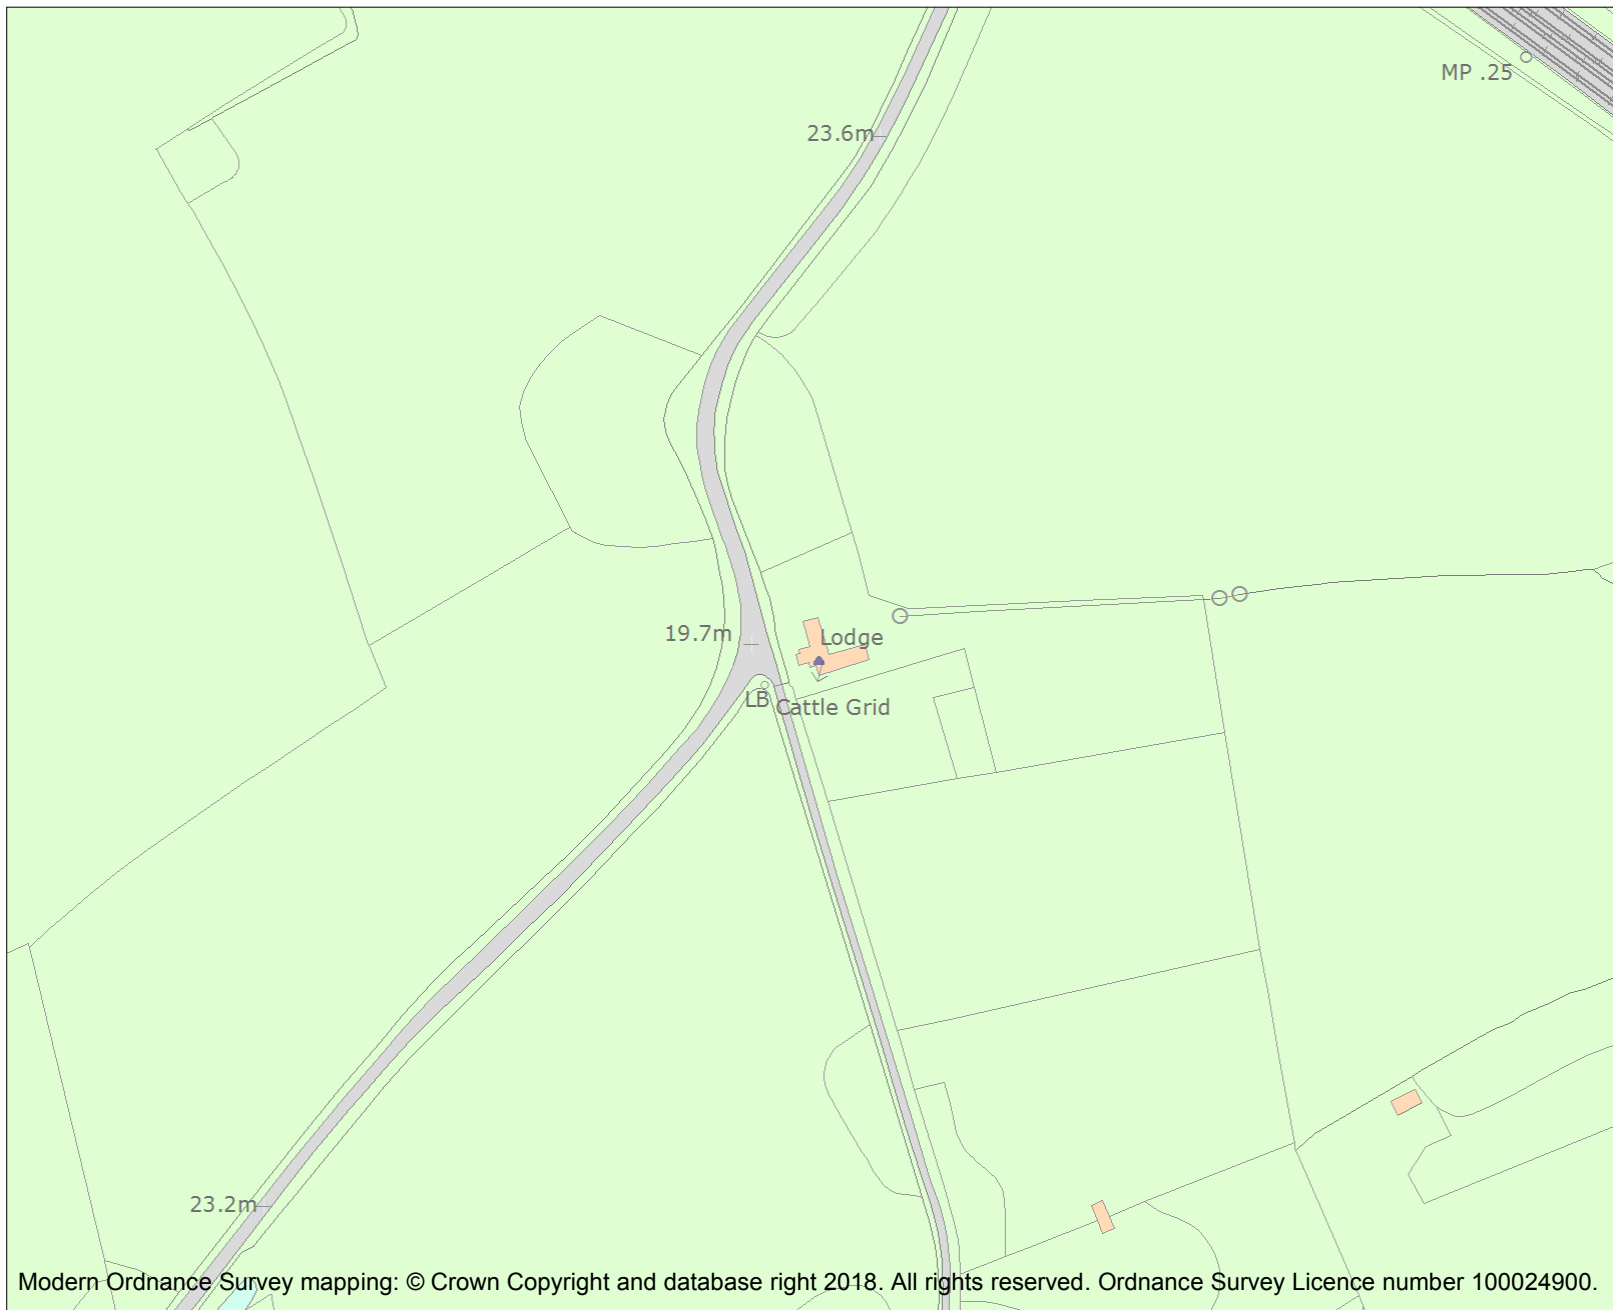 MP .25
23.6m
19.7m
Lodge
LB
Cattle Grid
23.2m
Modern Ordnance Survey mapping: © Crown Copyright and database right 2018. All rights reserved. Ordnance Survey Licence number 100024900.